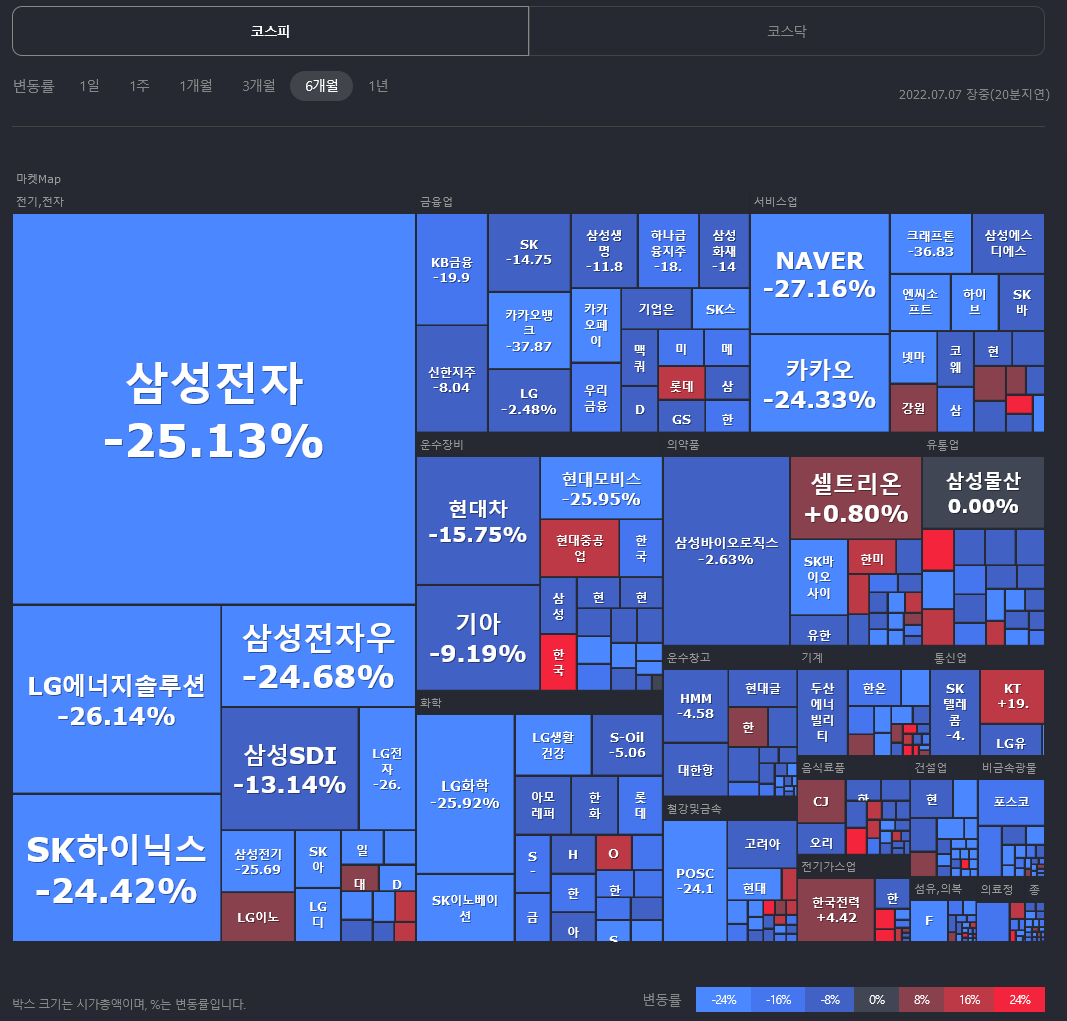 코스피
코스닥
변동률 1일 1주 1개월 3개월 6개월 1년
2022.07.07 장중(20분지연)
마켓Map
전기,전자
삼성전자
-25.13%
LG에너지솔루션
-26.14%
SK하이닉스
-24.42%
삼성전자우
-24.68%
삼성SDI
-13.14%
LG전
자
-26.
삼성전기
-25.69
SK
아
일
대
D
LG이노
LG
디
금융업
KB금융
-19.9
SK
-14.75
삼성생
명
-11.8
하나금
융지주
-18.
삼성
화재
-14
신한지주
-8.04
카카오뱅
크
-37.87
LG
-2.48%
카카
오페
이
우리
금융
기업은
SK스
맥
쿼
미
메
롯데
삼
D
GS
한
서비스업
NAVER
-27.16%
카카오
-24.33%
크래프톤
-36.83
삼성에스
디에스
엔씨소
프트
하이
브
SK
바
넷마
코
웨
현
강원
삼
운수장비
현대차
-15.75%
기아
-9.19%
현대모비스
-25.95%
현대중공
업
한
국
삼
성
현
현
한
국
의약품
삼성바이오로직스
-2.63%
셀트리온
+0.80%
SK바
이오
사이
한미
유한
유통업
삼성물산
0.00%
화학
LG화학
-25.92%
SK이노베이
션
LG생활
건강
S-Oil
-5.06
아모
레퍼
한
화
롯
데
S
-
H
O
한
한
금
아
S
운수창고
HMM
-4.58
현대글
한
대한항
기계
두산
에너
빌리
티
한온
통신업
SK
텔레
콤
-4.
KT
+19.
LG유
철강및금속
POSC
-24.1
고려아
현대
음식료품
CJ
하
오리
건설업
현
비금속광물
포스코
전기가스업
한국전력
+4.42
한
섬유,의복
F
의료정
종
박스 크기는 시가총액이며, %는 변동률입니다.
변동률 -24% -16% -8% 0% 8% 16% 24%